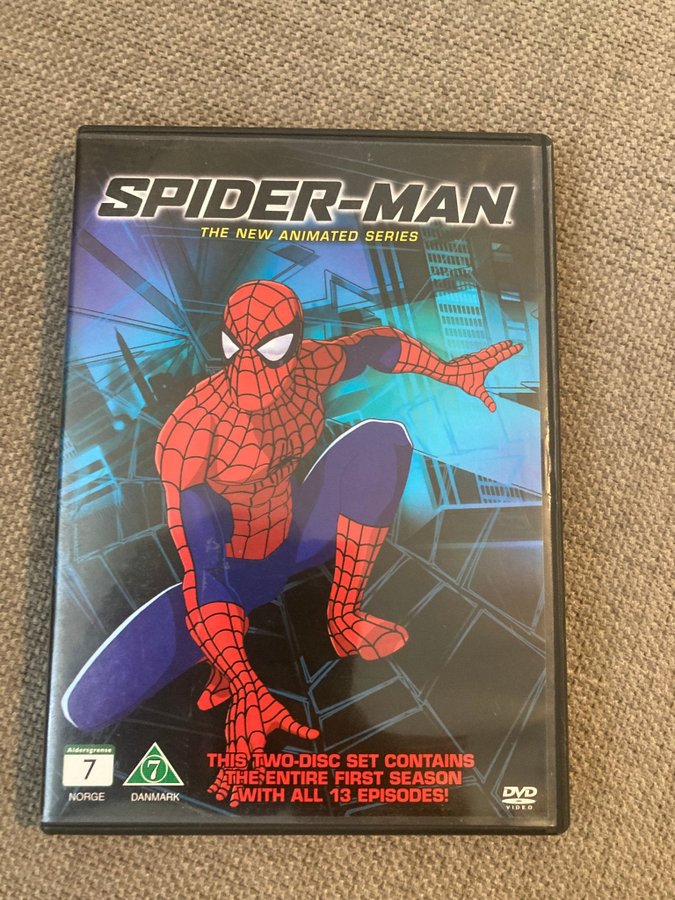 SPIDER-MAN™
THE NEW ANIMATED SERIES
THIS TWO-DISC SET CONTAINS
THE ENTIRE FIRST SEASON
WITH ALL 13 EPISODES!
Aldersgrense
7
NORGE
7
DANMARK
DVD
VIDEO